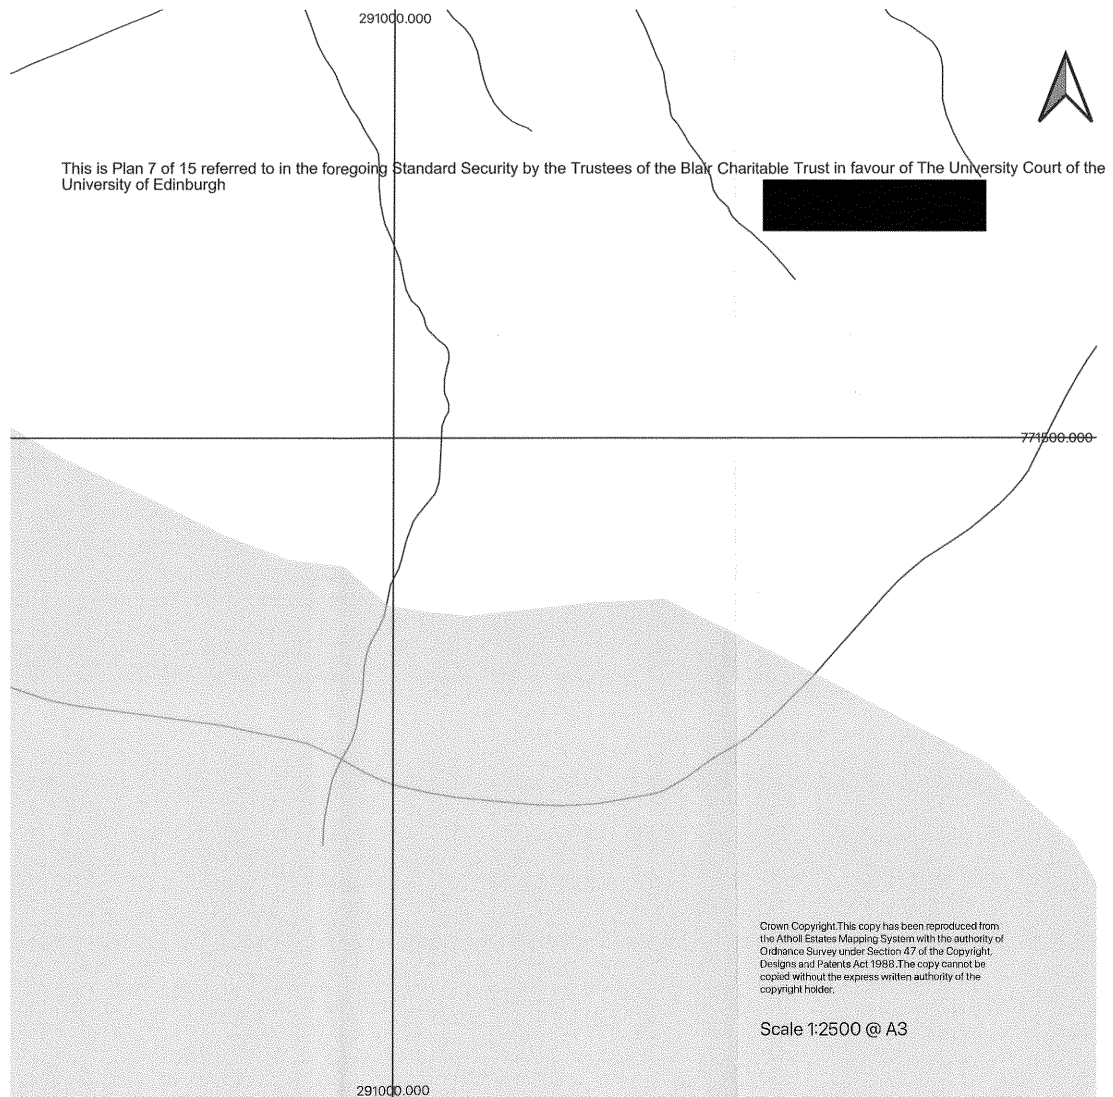 291000.000
This is Plan 7 of 15 referred to in the foregoing Standard Security by the Trustees of the Blair Charitable Trust in favour of The University Court of the
University of Edinburgh
771500.000
Crown Copyright.This copy has been reproduced from
the Atholl Estates Mapping System with the authority of
Ordnance Survey under Section 47 of the Copyright,
Designs and Patents Act 1988.The copy cannot be
copied without the express written authority of the
copyright holder.
Scale 1:2500 @ A3
291000.000